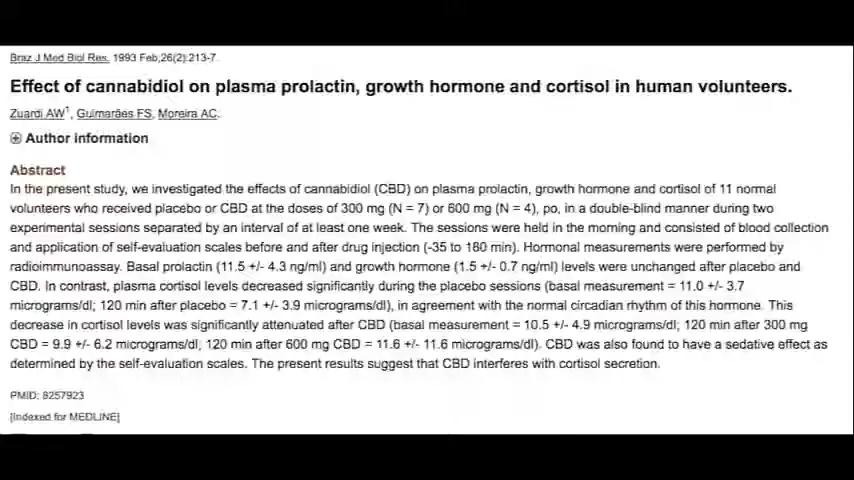 Braz J Med Biol Res. 1993 Feb;26(2):213-7.
Effect of cannabidiol on plasma prolactin, growth hormone and cortisol in human volunteers.
Zuardi AW1, Guimarães FS, Moreira AC.
Author information
Abstract
In the present study, we investigated the effects of cannabidiol (CBD) on plasma prolactin, growth hormone and cortisol of 11 normal
volunteers who received placebo or CBD at the doses of 300 mg (N = 7) or 600 mg (N = 4), po, in a double-blind manner during two
experimental sessions separated by an interval of at least one week. The sessions were held in the morning and consisted of blood collection
and application of self-evaluation scales before and after drug injection (-35 to 180 min). Hormonal measurements were performed by
radioimmunoassay. Basal prolactin (11.5 +/- 4.3 ng/ml) and growth hormone (1.5 +/- 0.7 ng/ml) levels were unchanged after placebo and
CBD. In contrast, plasma cortisol levels decreased significantly during the placebo sessions (basal measurement = 11.0 +/- 3.7
micrograms/dl; 120 min after placebo = 7.1 +/- 3.9 micrograms/dl), in agreement with the normal circadian rhythm of this hormone. This
decrease in cortisol levels was significantly attenuated after CBD (basal measurement = 10.5 +/- 4.9 micrograms/dl; 120 min after 300 mg
CBD = 9.9 +/- 6.2 micrograms/dl; 120 min after 600 mg CBD = 11.6 +/- 11.6 micrograms/dl). CBD was also found to have a sedative effect as
determined by the self-evaluation scales. The present results suggest that CBD interferes with cortisol secretion.
PMID: 8257923
[Indexed for MEDLINE]